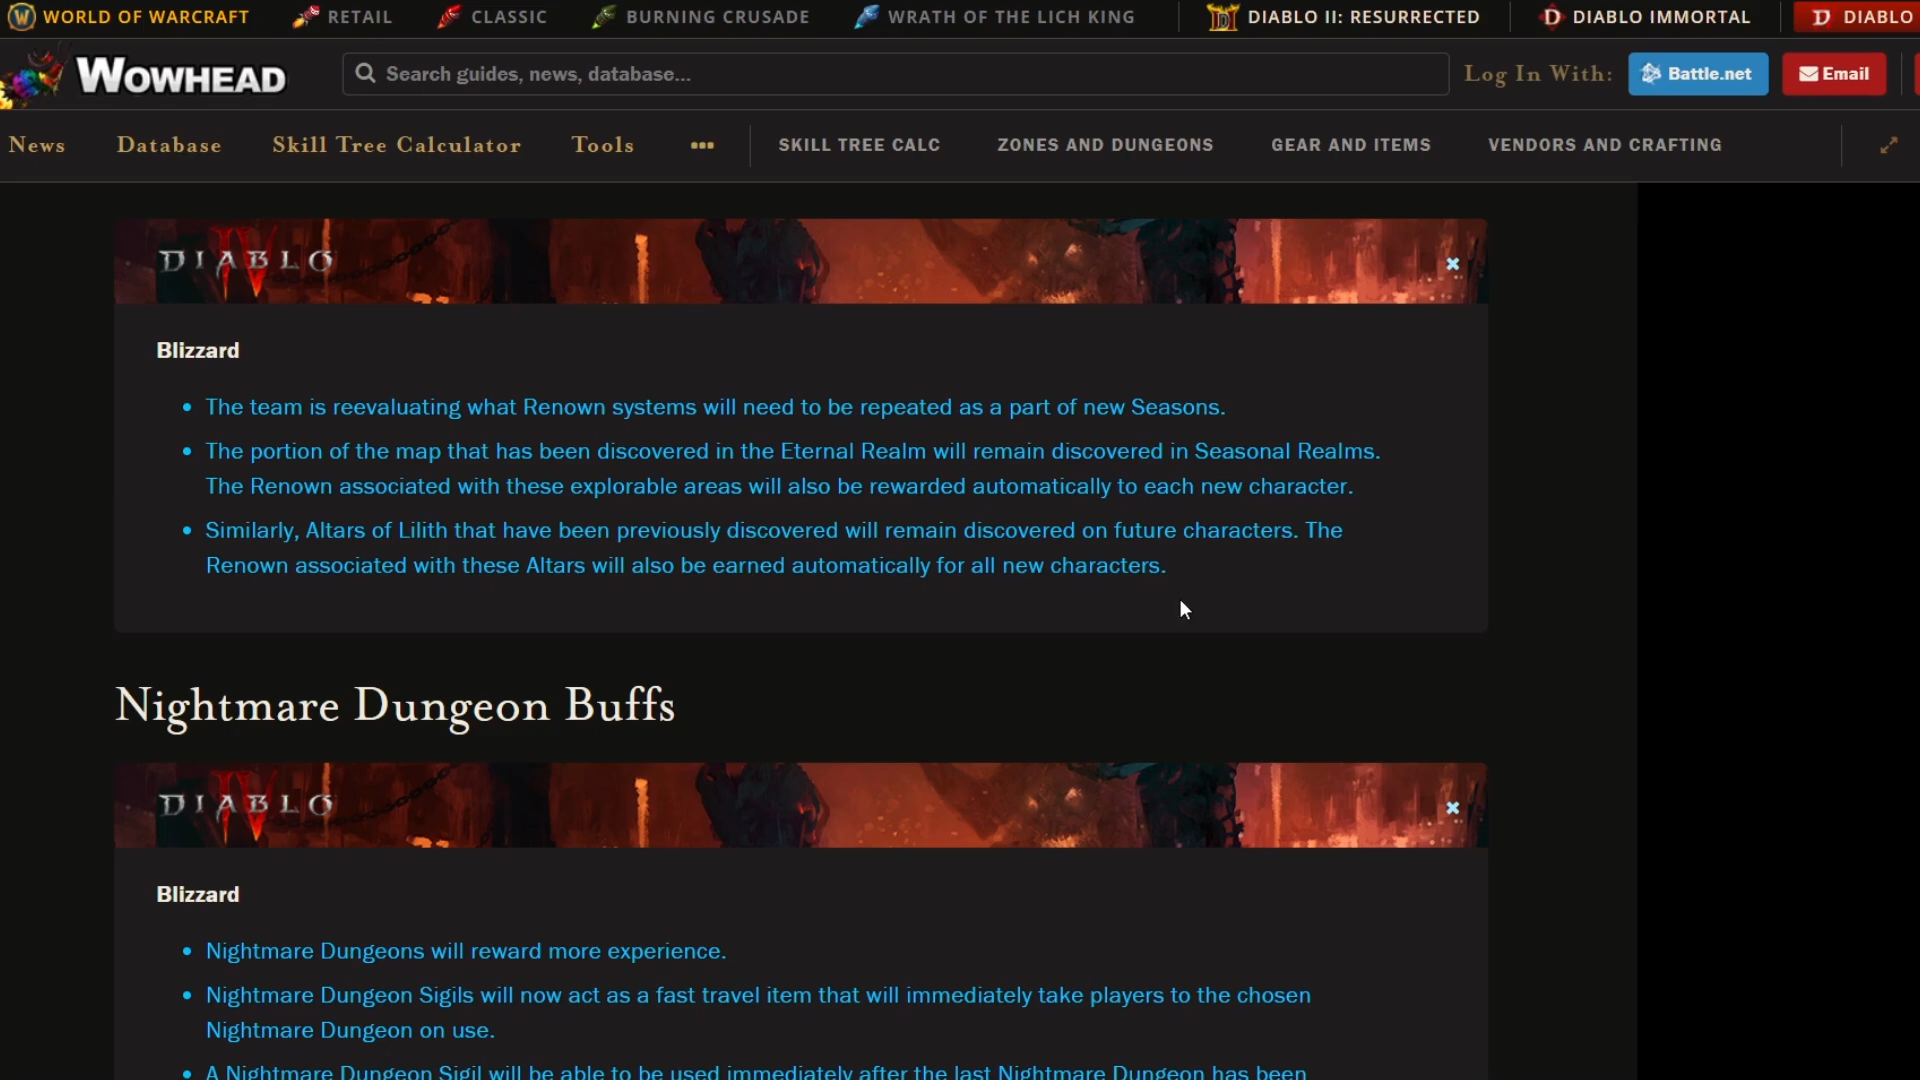 WORLD OF WARCRAFT RETAIL CLASSIC BURNING CRUSADE WRATH OF THE LICH KING DIABLO II: RESURRECTED DIABLO IMMORTAL DIABLO
WOWHEAD Search guides, news, database... Log In With: Battle.net Email
News Database Skill Tree Calculator Tools ••• SKILL TREE CALC ZONES AND DUNGEONS GEAR AND ITEMS VENDORS AND CRAFTING
DIABLO IV
Blizzard
• The team is reevaluating what Renown systems will need to be repeated as a part of new Seasons.
• The portion of the map that has been discovered in the Eternal Realm will remain discovered in Seasonal Realms.
The Renown associated with these explorable areas will also be rewarded automatically to each new character.
• Similarly, Altars of Lilith that have been previously discovered will remain discovered on future characters. The
Renown associated with these Altars will also be earned automatically for all new characters.
Nightmare Dungeon Buffs
DIABLO IV
Blizzard
• Nightmare Dungeons will reward more experience.
• Nightmare Dungeon Sigils will now act as a fast travel item that will immediately take players to the chosen
Nightmare Dungeon on use.
• A Nightmare Dungeon Sigil will be able to be used immediately after the last Nightmare Dungeon has been